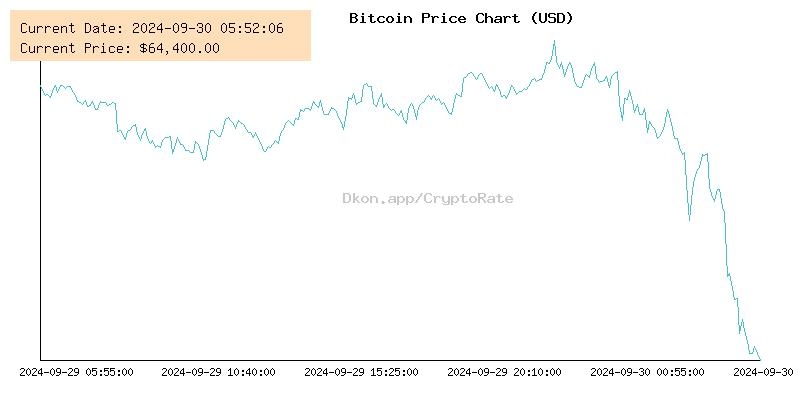 Bitcoin Price Chart (USD)
Current Date: 2024-09-30 05:52:06
Current Price: $64,400.00
Dkon.app/CryptoRate
2024-09-29 05:55:00 2024-09-29 10:40:00 2024-09-29 15:25:00 2024-09-29 20:10:00 2024-09-30 00:55:00 2024-09-30